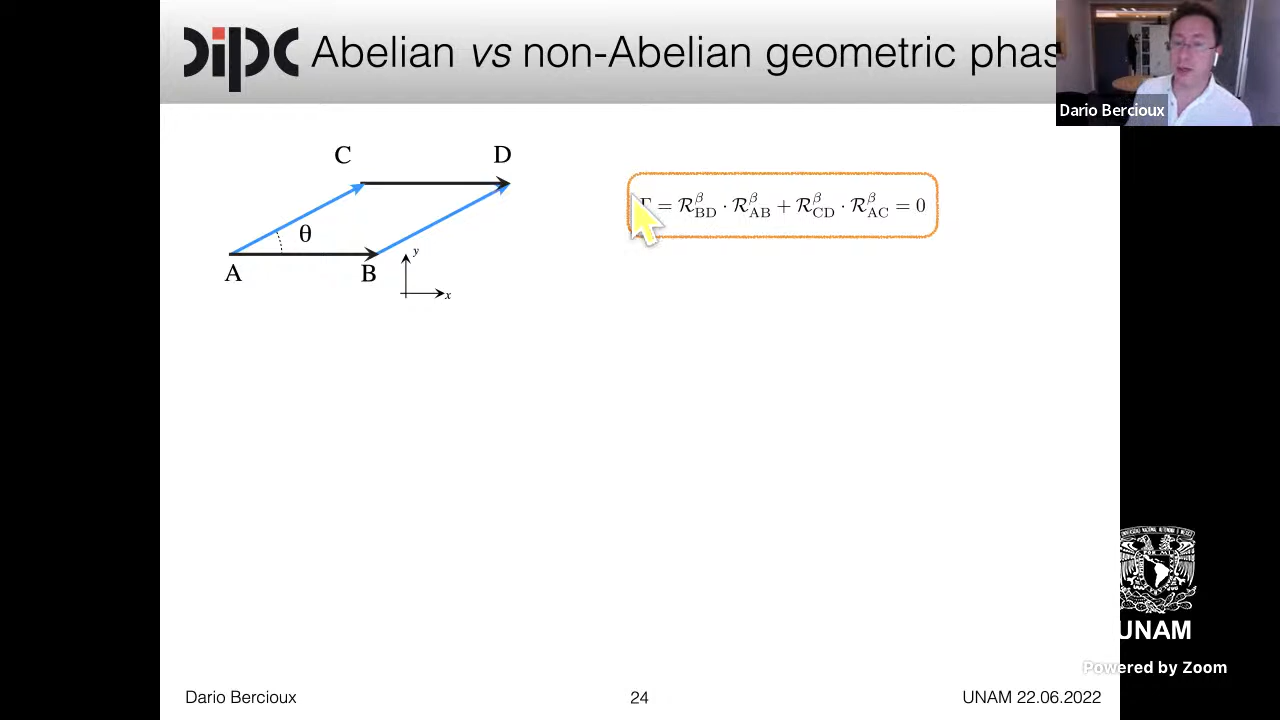 dipc Abelian vs non-Abelian geometric phas
Dario Bercioux
C D
θ
A B
y
x
Γ = ℛ^β_BD · ℛ^β_AB + ℛ^β_CD · ℛ^β_AC = 0
UNAM
Powered by Zoom
Dario Bercioux 24 UNAM 22.06.2022